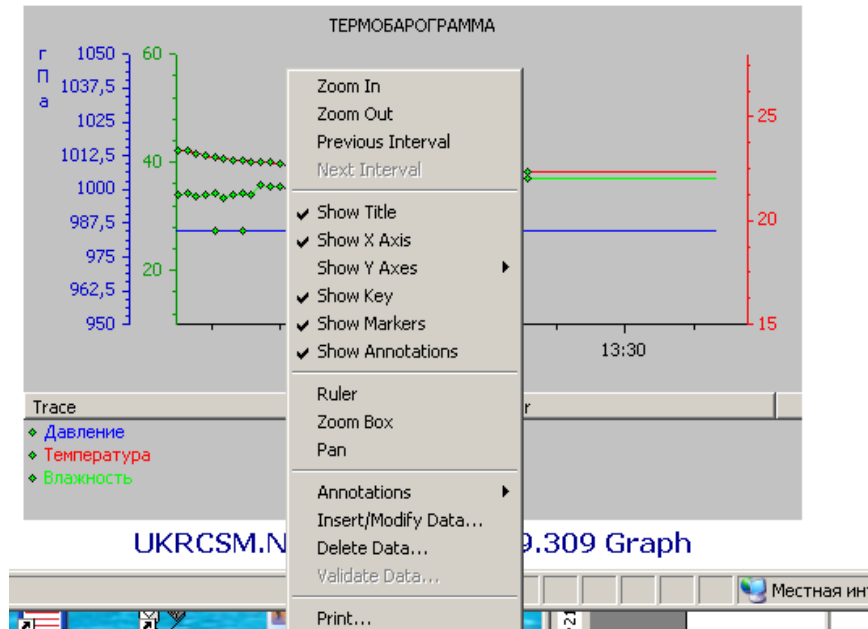 ТЕРМОБАРОГРАММА
г
П
а
1050
1037,5
1025
1012,5
1000
987,5
975
962,5
950
60
40
20
25
20
15
13:30
Zoom In
Zoom Out
Previous Interval
Next Interval
Show Title
Show X Axis
Show Y Axes
Show Key
Show Markers
Show Annotations
Ruler
Zoom Box
Pan
Annotations
Insert/Modify Data...
Delete Data...
Validate Data...
Print...
Trace
r
Давление
Температура
Влажность
UKRCSM.N 9.309 Graph
Местная инт
-21